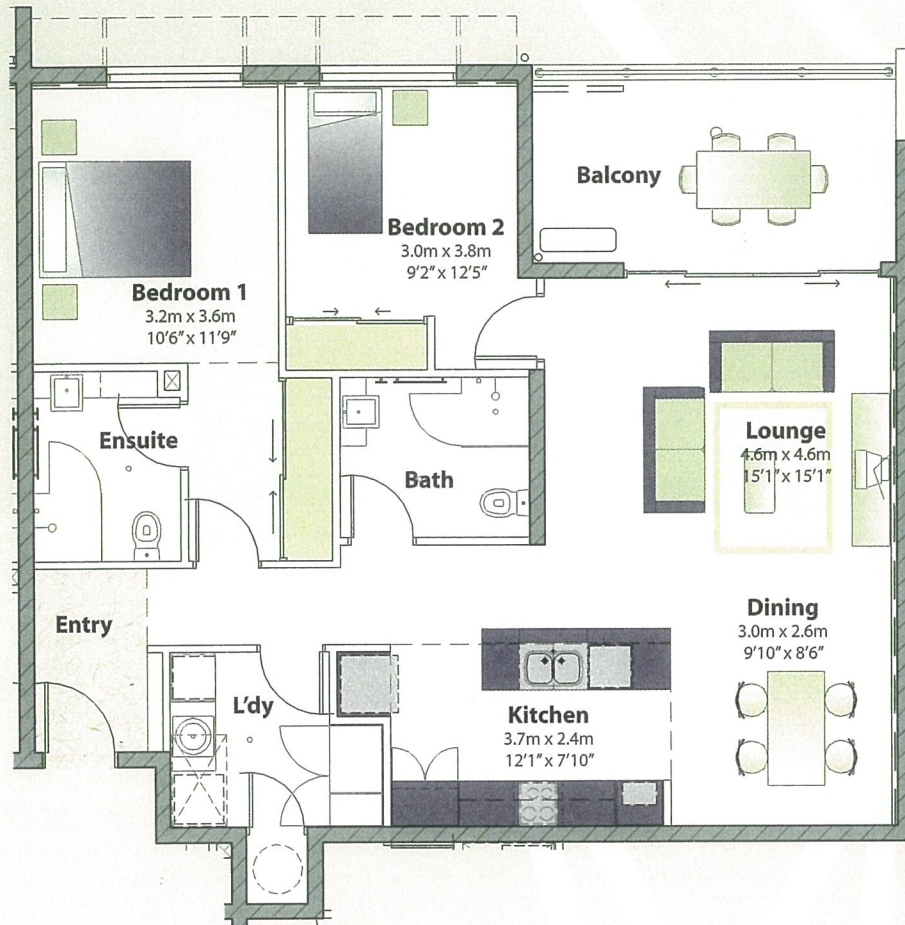 Balcony
Bedroom 2
3.0m x 3.8m
9'2" x 12'5"
Bedroom 1
3.2m x 3.6m
10'6" x 11'9"
Ensuite
Bath
Lounge
4.6m x 4.6m
15'1" x 15'1"
Entry
Dining
3.0m x 2.6m
9'10" x 8'6"
L'dy
Kitchen
3.7m x 2.4m
12'1" x 7'10"